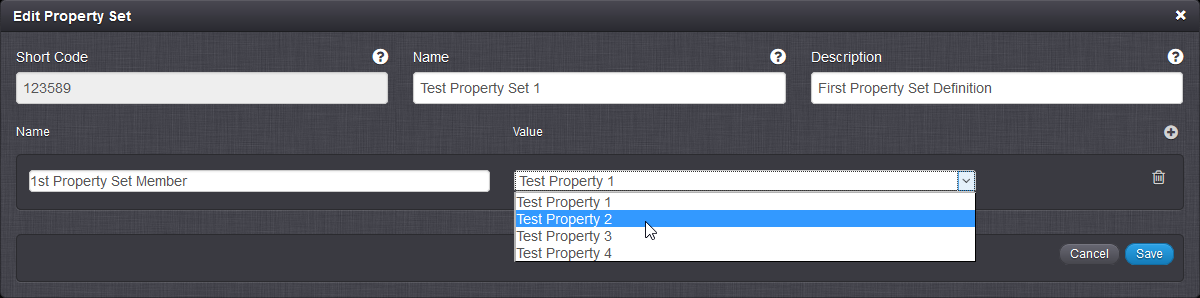 Edit Property Set
Short Code Name Description
123589 Test Property Set 1 First Property Set Definition
Name Value
1st Property Set Member Test Property 1
Test Property 1
Test Property 2
Test Property 3
Test Property 4
Cancel Save